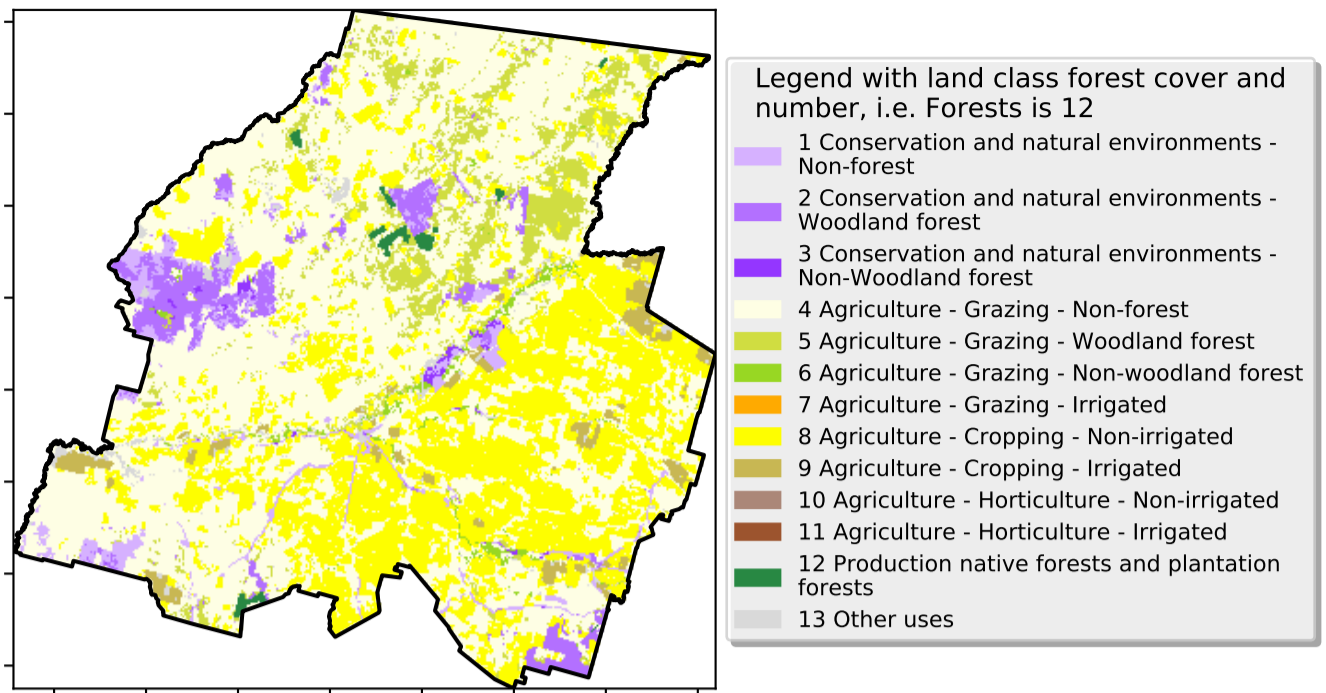 Legend with land class forest cover and
number, i.e. Forests is 12
1 Conservation and natural environments -
Non-forest
2 Conservation and natural environments -
Woodland forest
3 Conservation and natural environments -
Non-Woodland forest
4 Agriculture - Grazing - Non-forest
5 Agriculture - Grazing - Woodland forest
6 Agriculture - Grazing - Non-woodland forest
7 Agriculture - Grazing - Irrigated
8 Agriculture - Cropping - Non-irrigated
9 Agriculture - Cropping - Irrigated
10 Agriculture - Horticulture - Non-irrigated
11 Agriculture - Horticulture - Irrigated
12 Production native forests and plantation
forests
13 Other uses